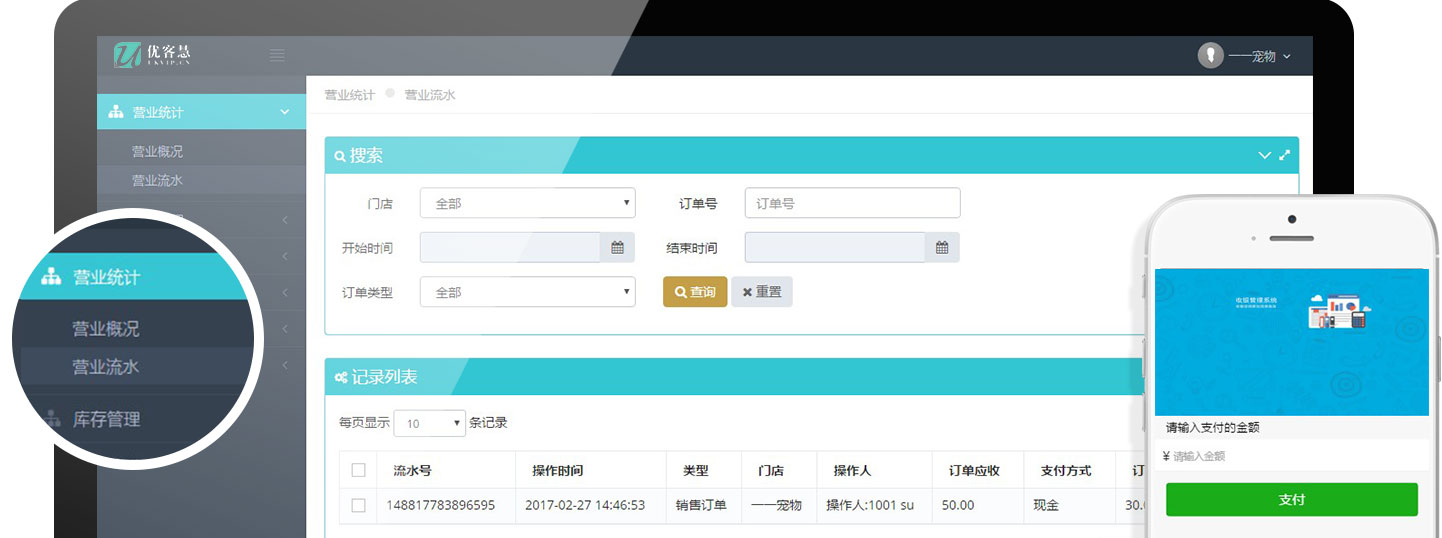 优客慧
UKVIP.CN
一一宠物
营业统计
营业概况
营业流水
营业统计 营业流水
搜索
门店 全部 订单号 订单号
开始时间 结束时间
订单类型 全部 查询 重置
记录列表
每页显示 10 条记录
流水号 操作时间 类型 门店 操作人 订单应收 支付方式 订
148817783896595 2017-02-27 14:46:53 销售订单 一一宠物 操作人:1001 su 50.00 现金 30.
营业统计
营业概况
营业流水
库存管理
收银管理系统
请输入支付的金额
¥ 请输入金额
支付